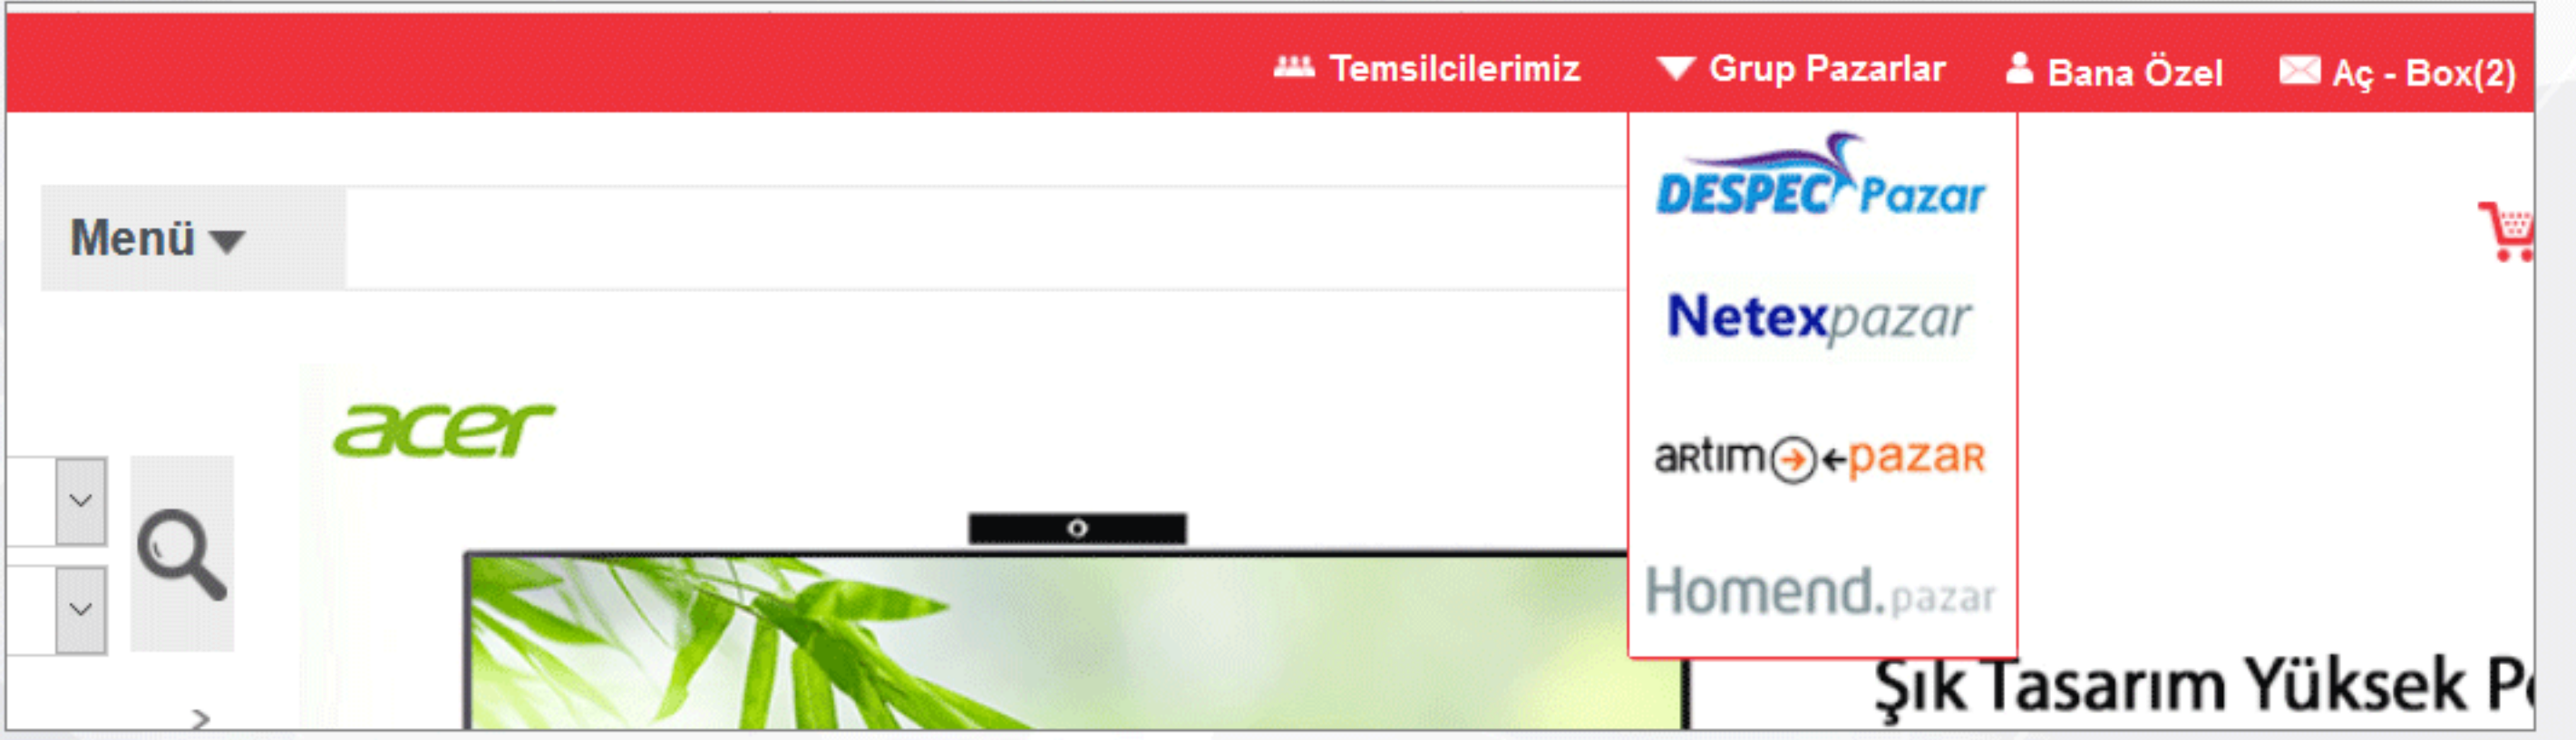 Temsilcilerimiz Grup Pazarlar Bana Özel Aç - Box(2)
DESPEC Pazar
Menü
Netexpazar
acer
aRtım pazaR
Homend.pazar
Şık Tasarım Yüksek